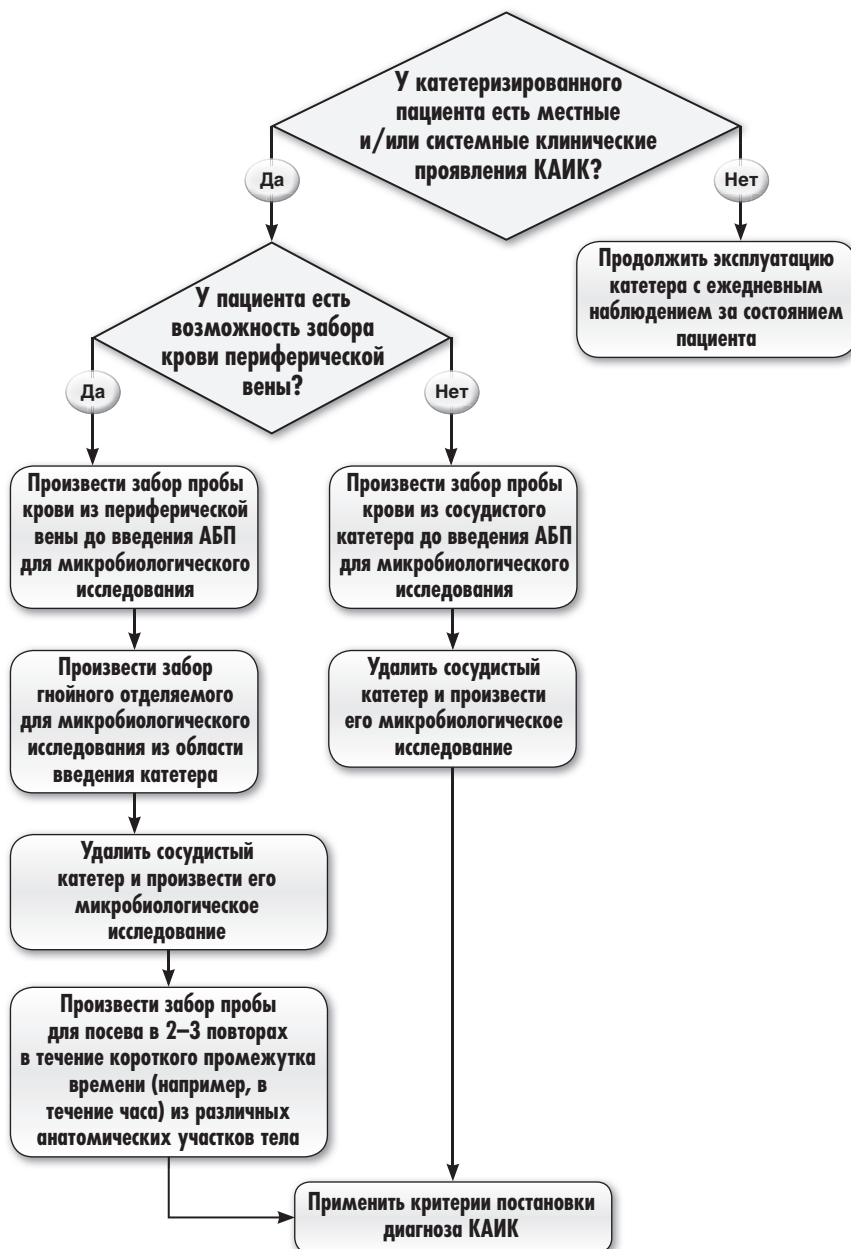 У катетеризированного
пациента есть местные
и/или системные клинические
проявления КАИК?
Да
Нет
Продолжить эксплуатацию
катетера с ежедневным
наблюдением за состоянием
пациента
У пациента есть
возможность забора
крови периферической
вены?
Да
Нет
Произвести забор пробы
крови из периферической
вены до введения АБП
для микробиологического
исследования
Произвести забор пробы
крови из сосудистого
катетера до введения АБП
для микробиологического
исследования
Произвести забор
гнойного отделяемого
для микробиологического
исследования из области
введения катетера
Удалить сосудистый
катетер и произвести
его микробиологическое
исследование
Удалить сосудистый
катетер и произвести его
микробиологическое
исследование
Произвести забор пробы
для посева в 2–3 повторах
в течение короткого промежутка
времени (например, в
течение часа) из различных
анатомических участков тела
Применить критерии постановки
диагноза КАИК